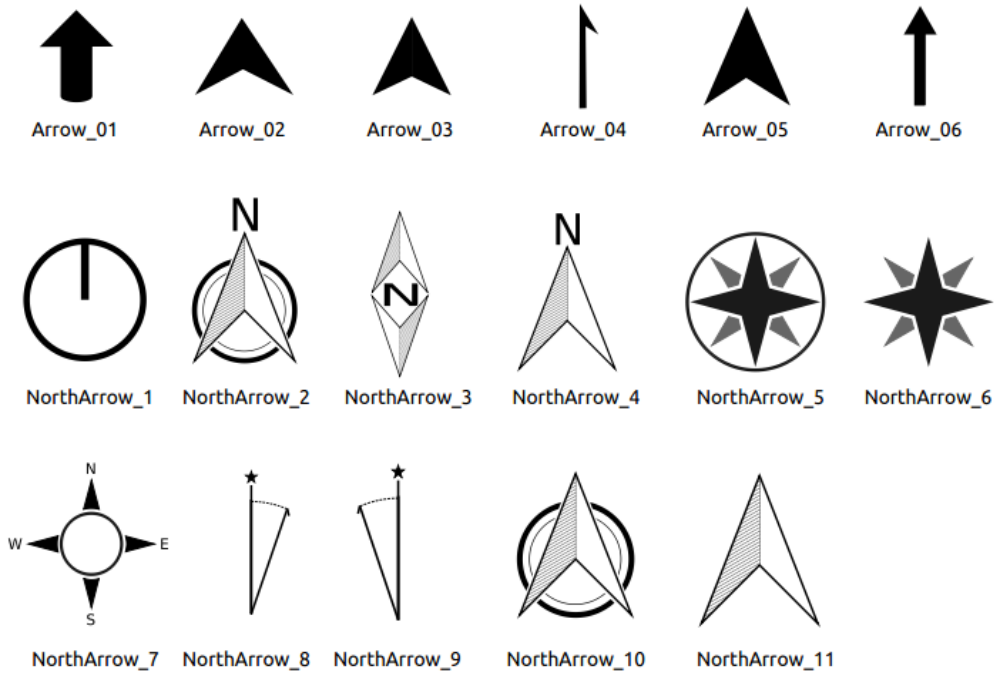 Arrow_01 Arrow_02 Arrow_03 Arrow_04 Arrow_05 Arrow_06
N N N
NorthArrow_1 NorthArrow_2 NorthArrow_3 NorthArrow_4 NorthArrow_5 NorthArrow_6
N
W E
S
NorthArrow_7 NorthArrow_8 NorthArrow_9 NorthArrow_10 NorthArrow_11